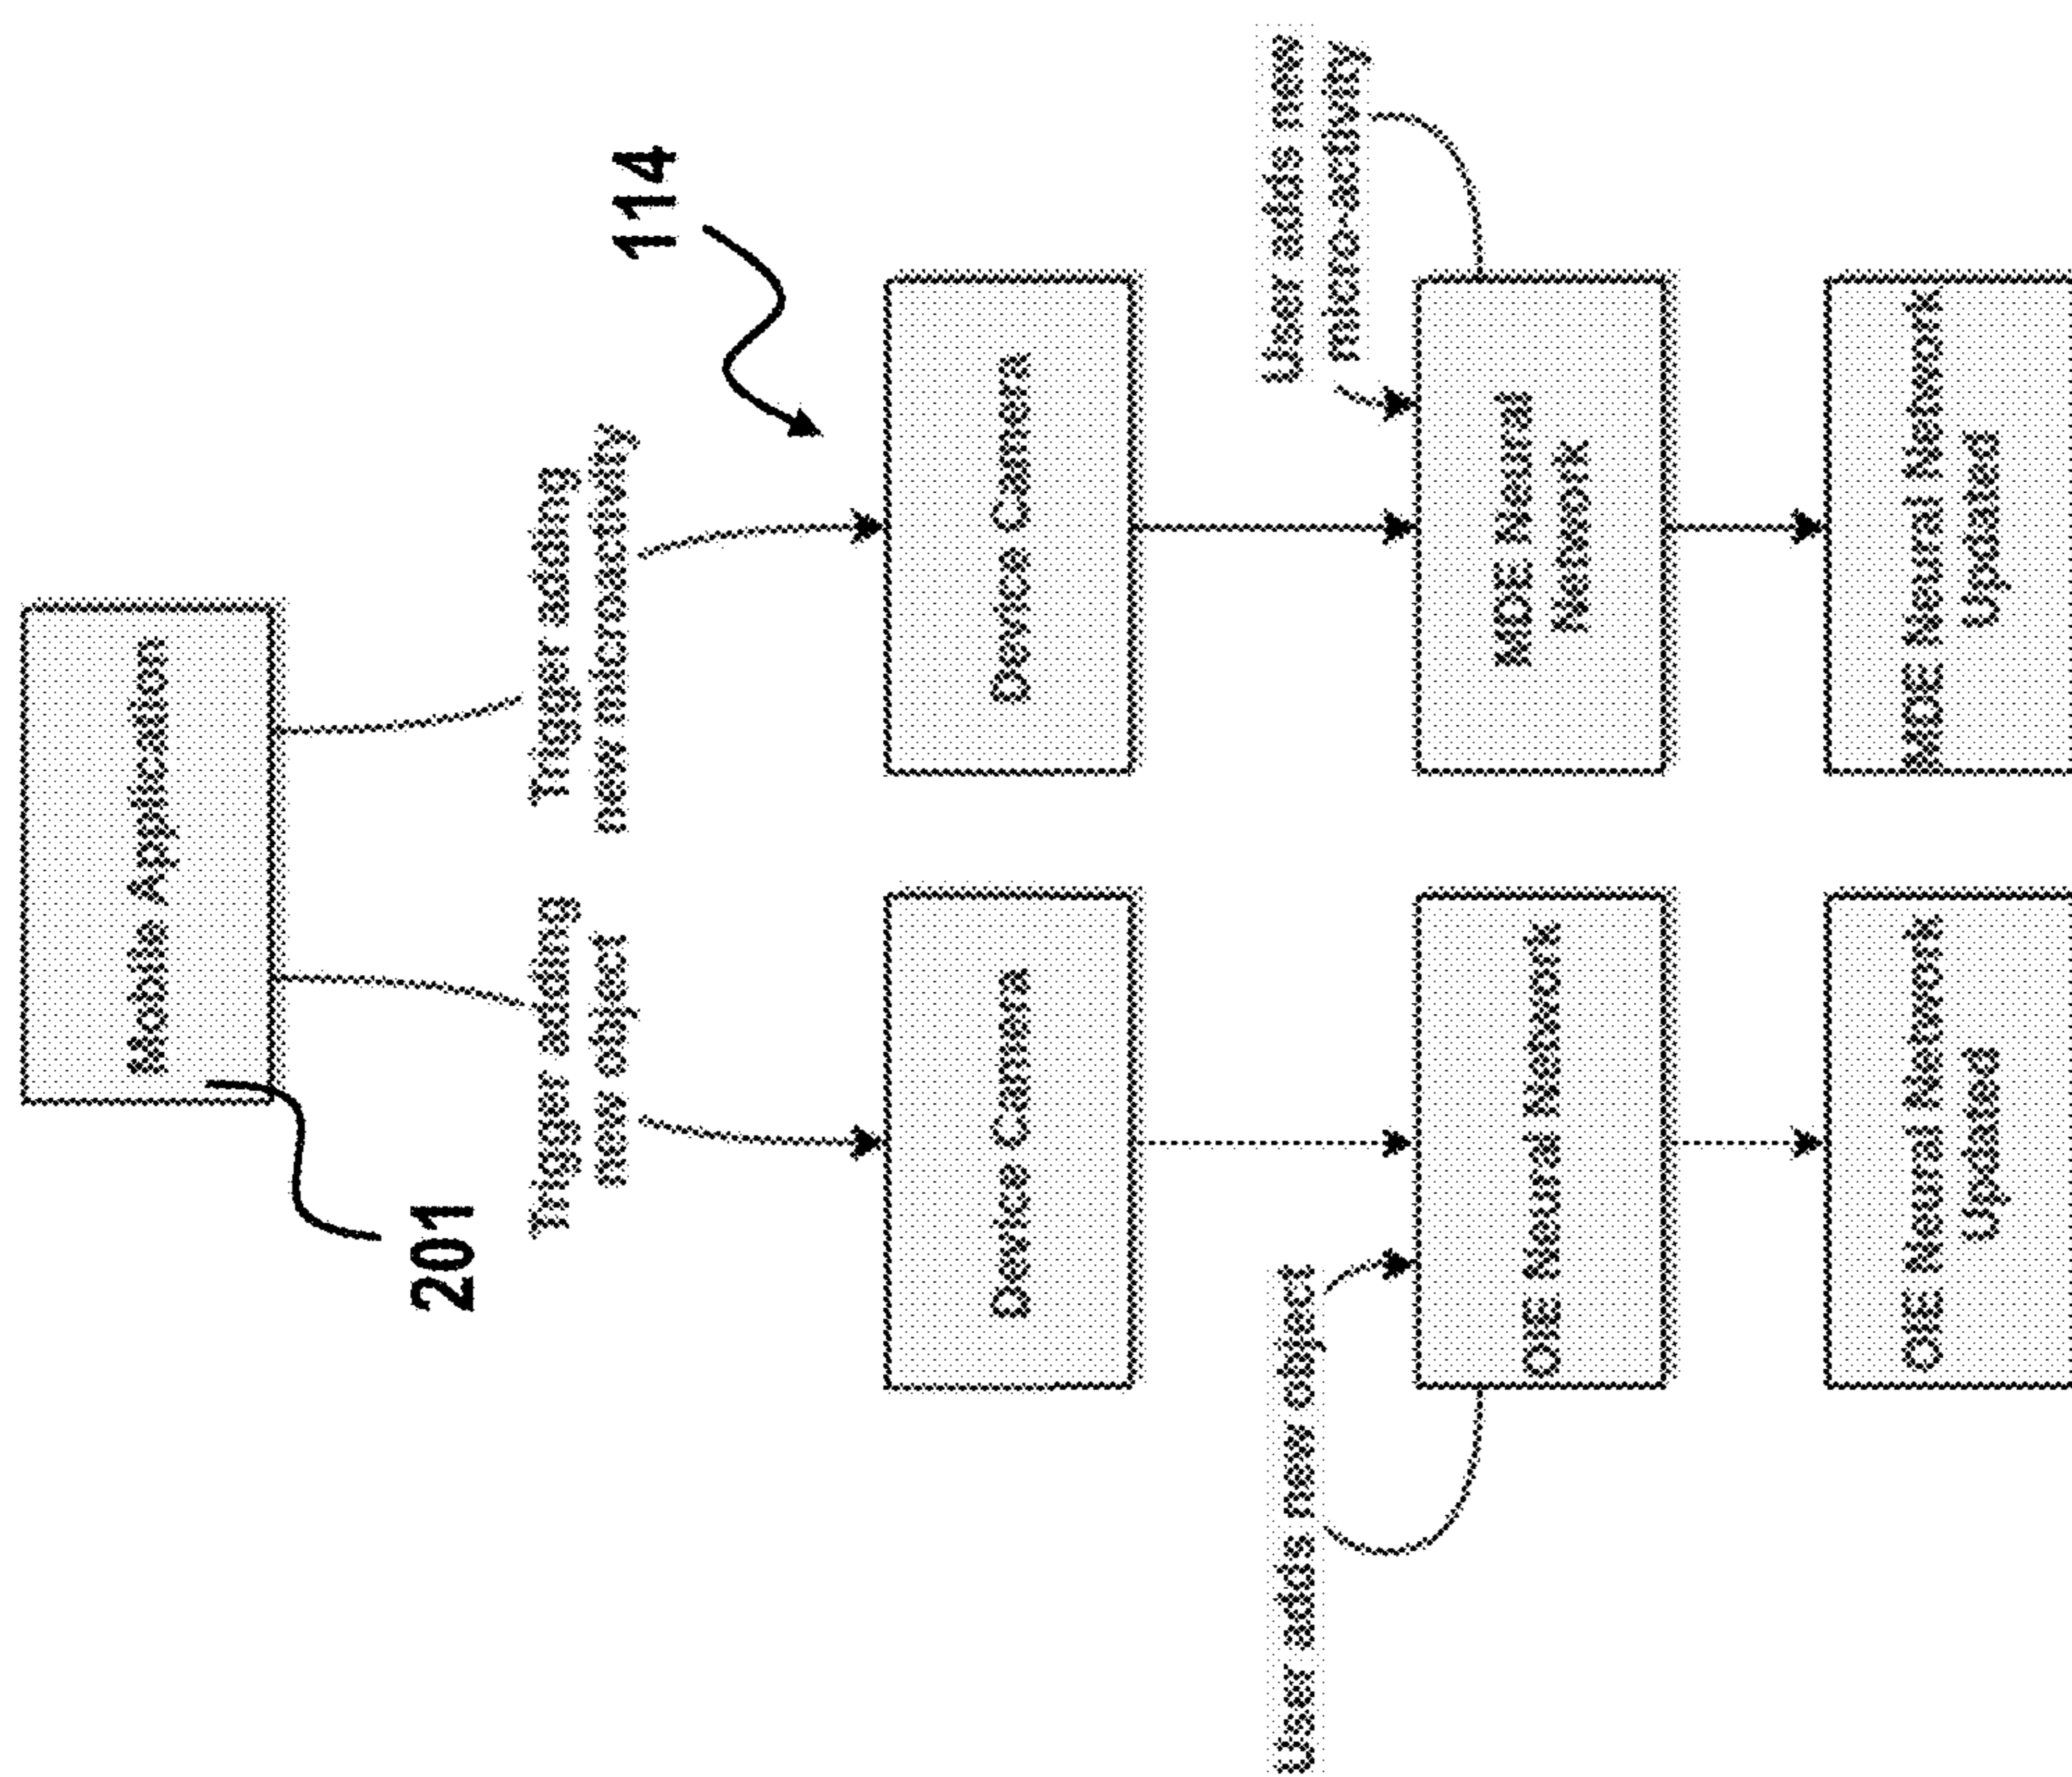 Mobile Application
201
Trigger adding
new object
Trigger adding
new microactivity
114
Device Camera
Device Camera
User adds new object
User adds new
micro-activity
OIE Neural Network
MDE Neural
Network
OIE Neural Network
Updated
MDE Neural Network
Updated